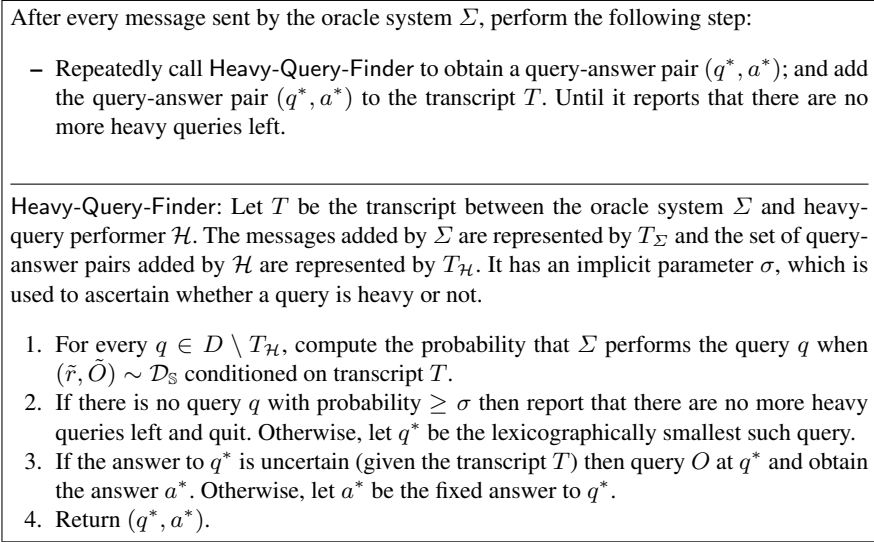 After every message sent by the oracle system Σ, perform the following step:
– Repeatedly call Heavy-Query-Finder to obtain a query-answer pair (q*, a*); and add
the query-answer pair (q*, a*) to the transcript T. Until it reports that there are no
more heavy queries left.
Heavy-Query-Finder: Let T be the transcript between the oracle system Σ and heavy-
query performer ℋ. The messages added by Σ are represented by T_Σ and the set of query-
answer pairs added by ℋ are represented by T_ℋ. It has an implicit parameter σ, which is
used to ascertain whether a query is heavy or not.
1. For every q ∈ D \ T_ℋ, compute the probability that Σ performs the query q when
(r̃, Õ) ∼ 𝒟_𝕊 conditioned on transcript T.
2. If there is no query q with probability ≥ σ then report that there are no more heavy
queries left and quit. Otherwise, let q* be the lexicographically smallest such query.
3. If the answer to q* is uncertain (given the transcript T) then query O at q* and obtain
the answer a*. Otherwise, let a* be the fixed answer to q*.
4. Return (q*, a*).